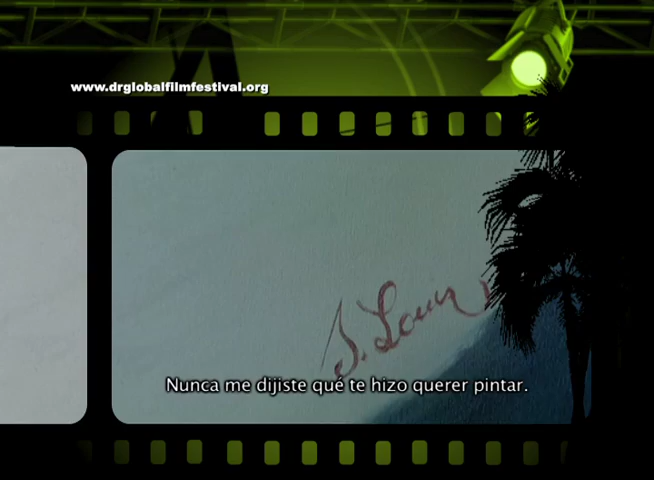 www.drglobalfilmfestival.org
Nunca me dijiste qué te hizo querer pintar.